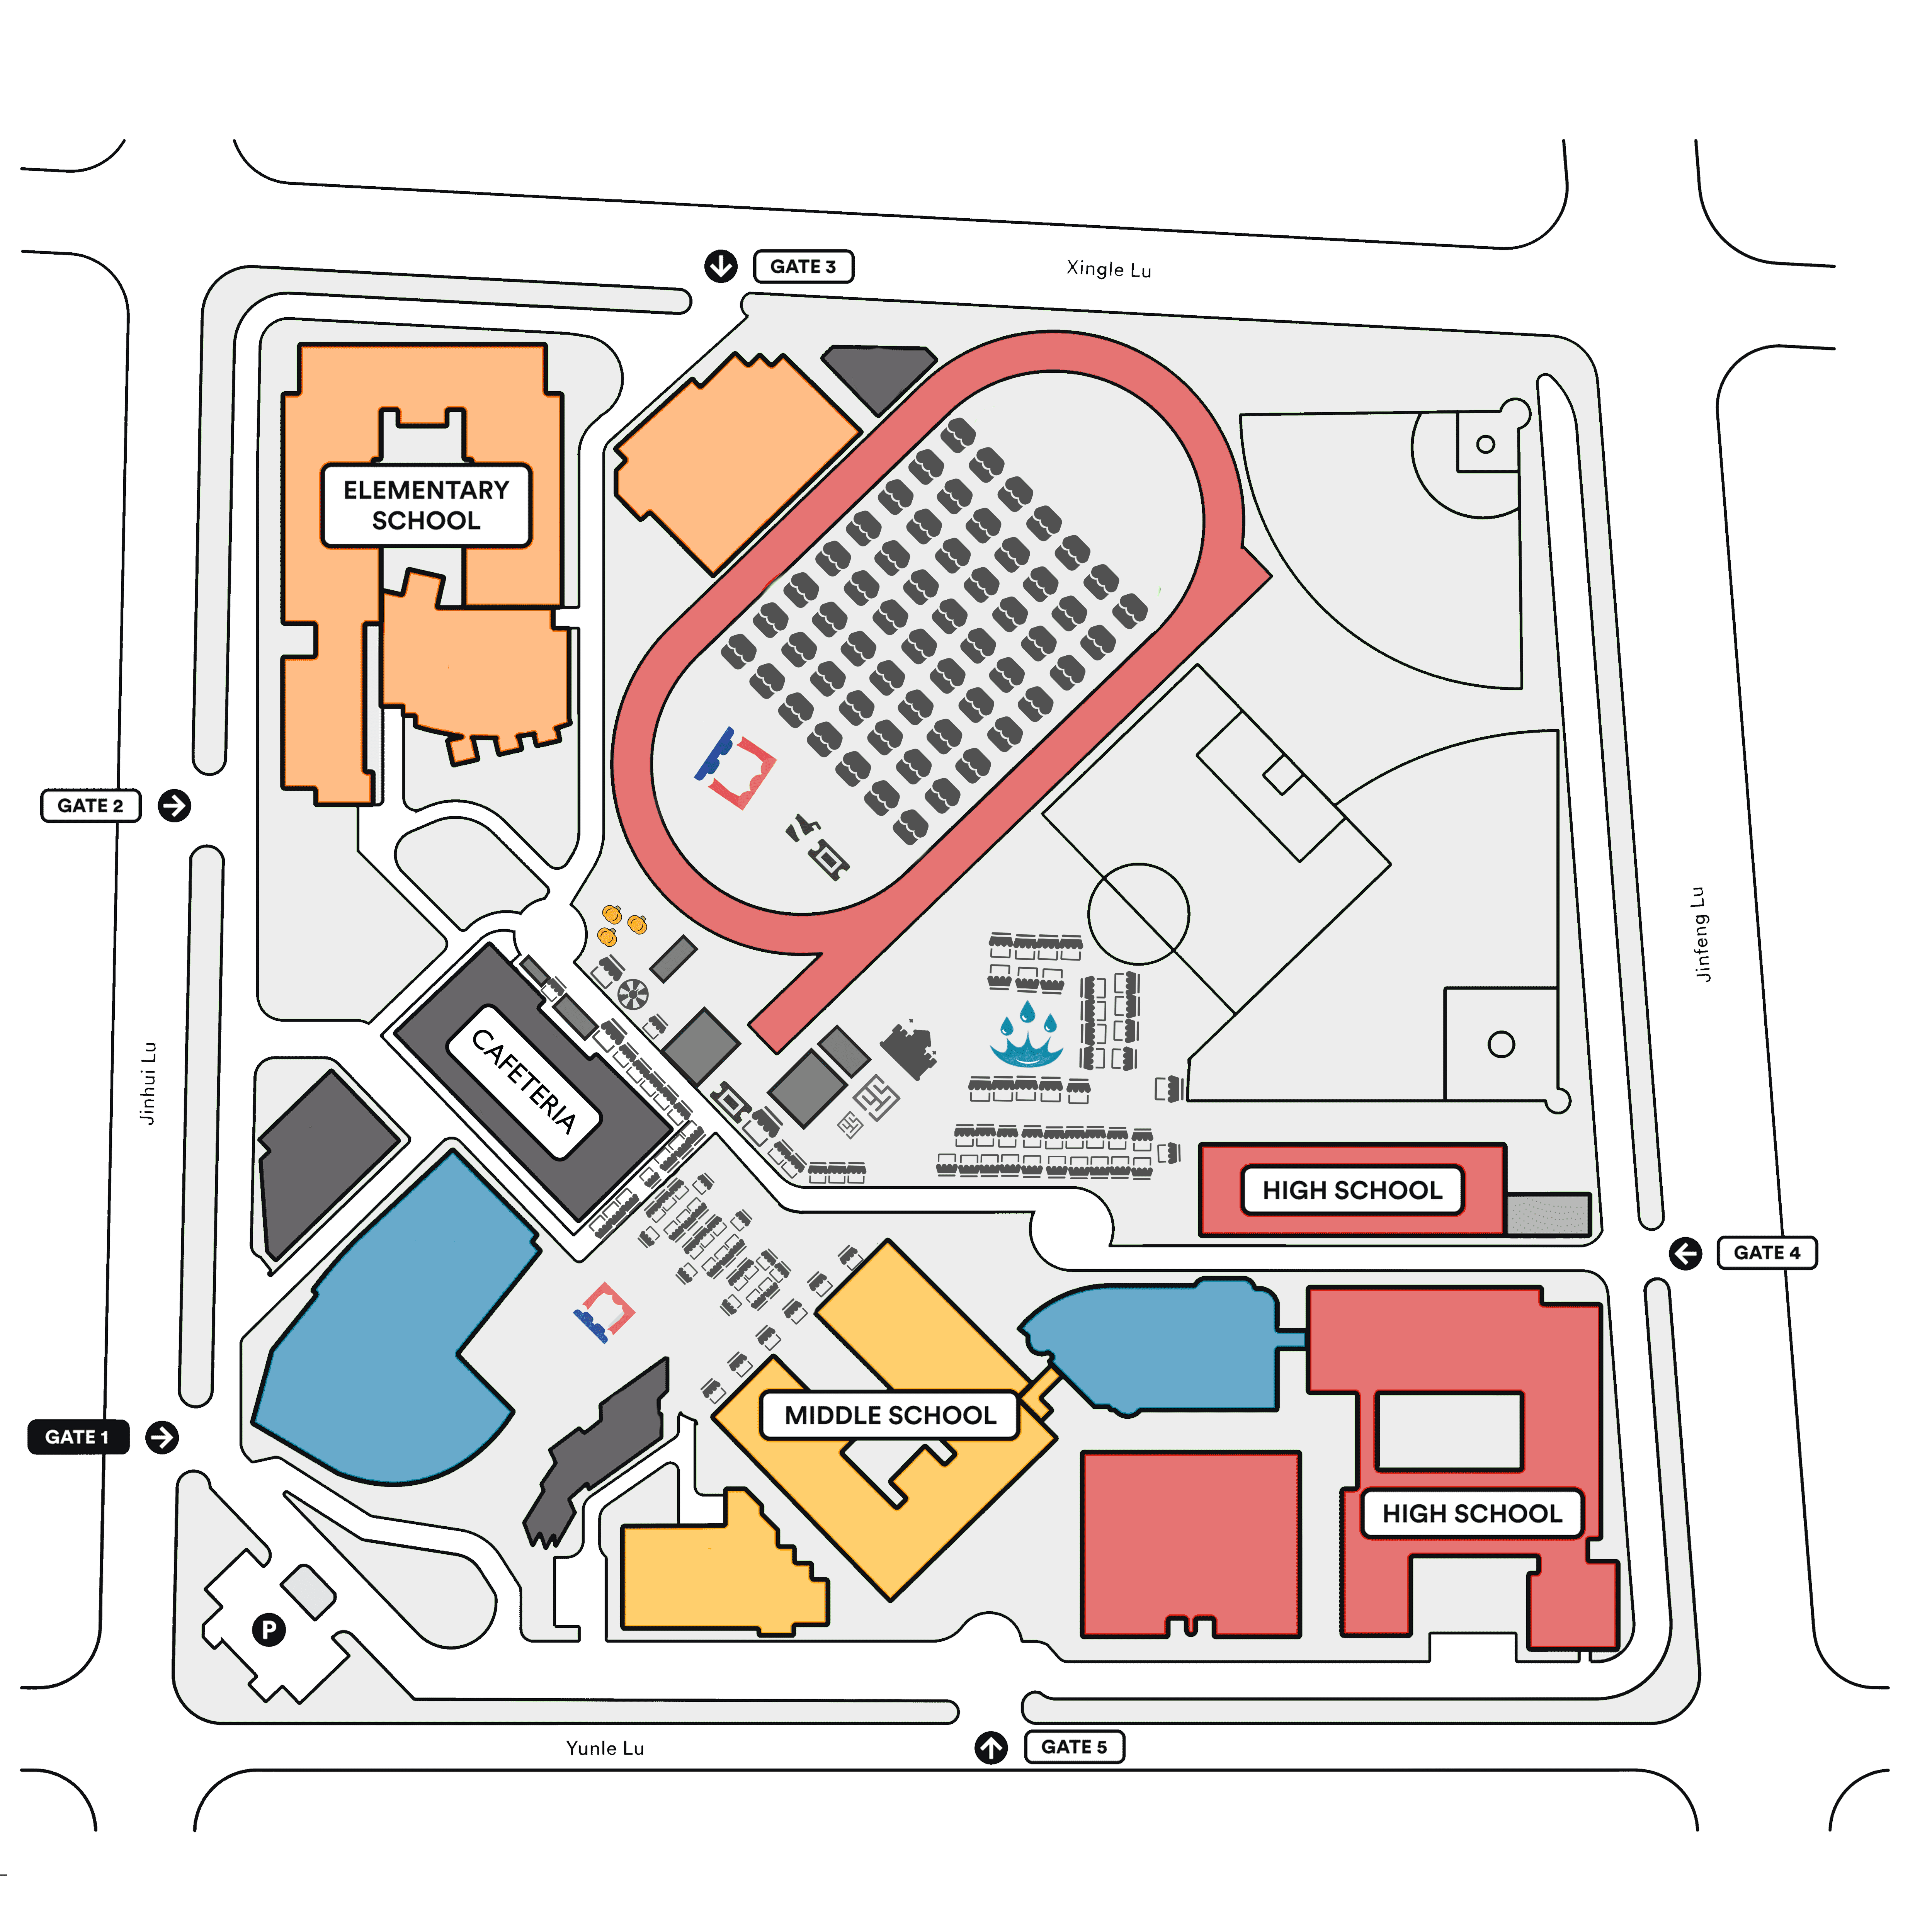 GATE 3
Xingle Lu
ELEMENTARY
SCHOOL
GATE 2
Jinfeng Lu
CAFETERIA
Jinhui Lu
HIGH SCHOOL
GATE 4
MIDDLE SCHOOL
GATE 1
HIGH SCHOOL
P
Yunle Lu
GATE 5